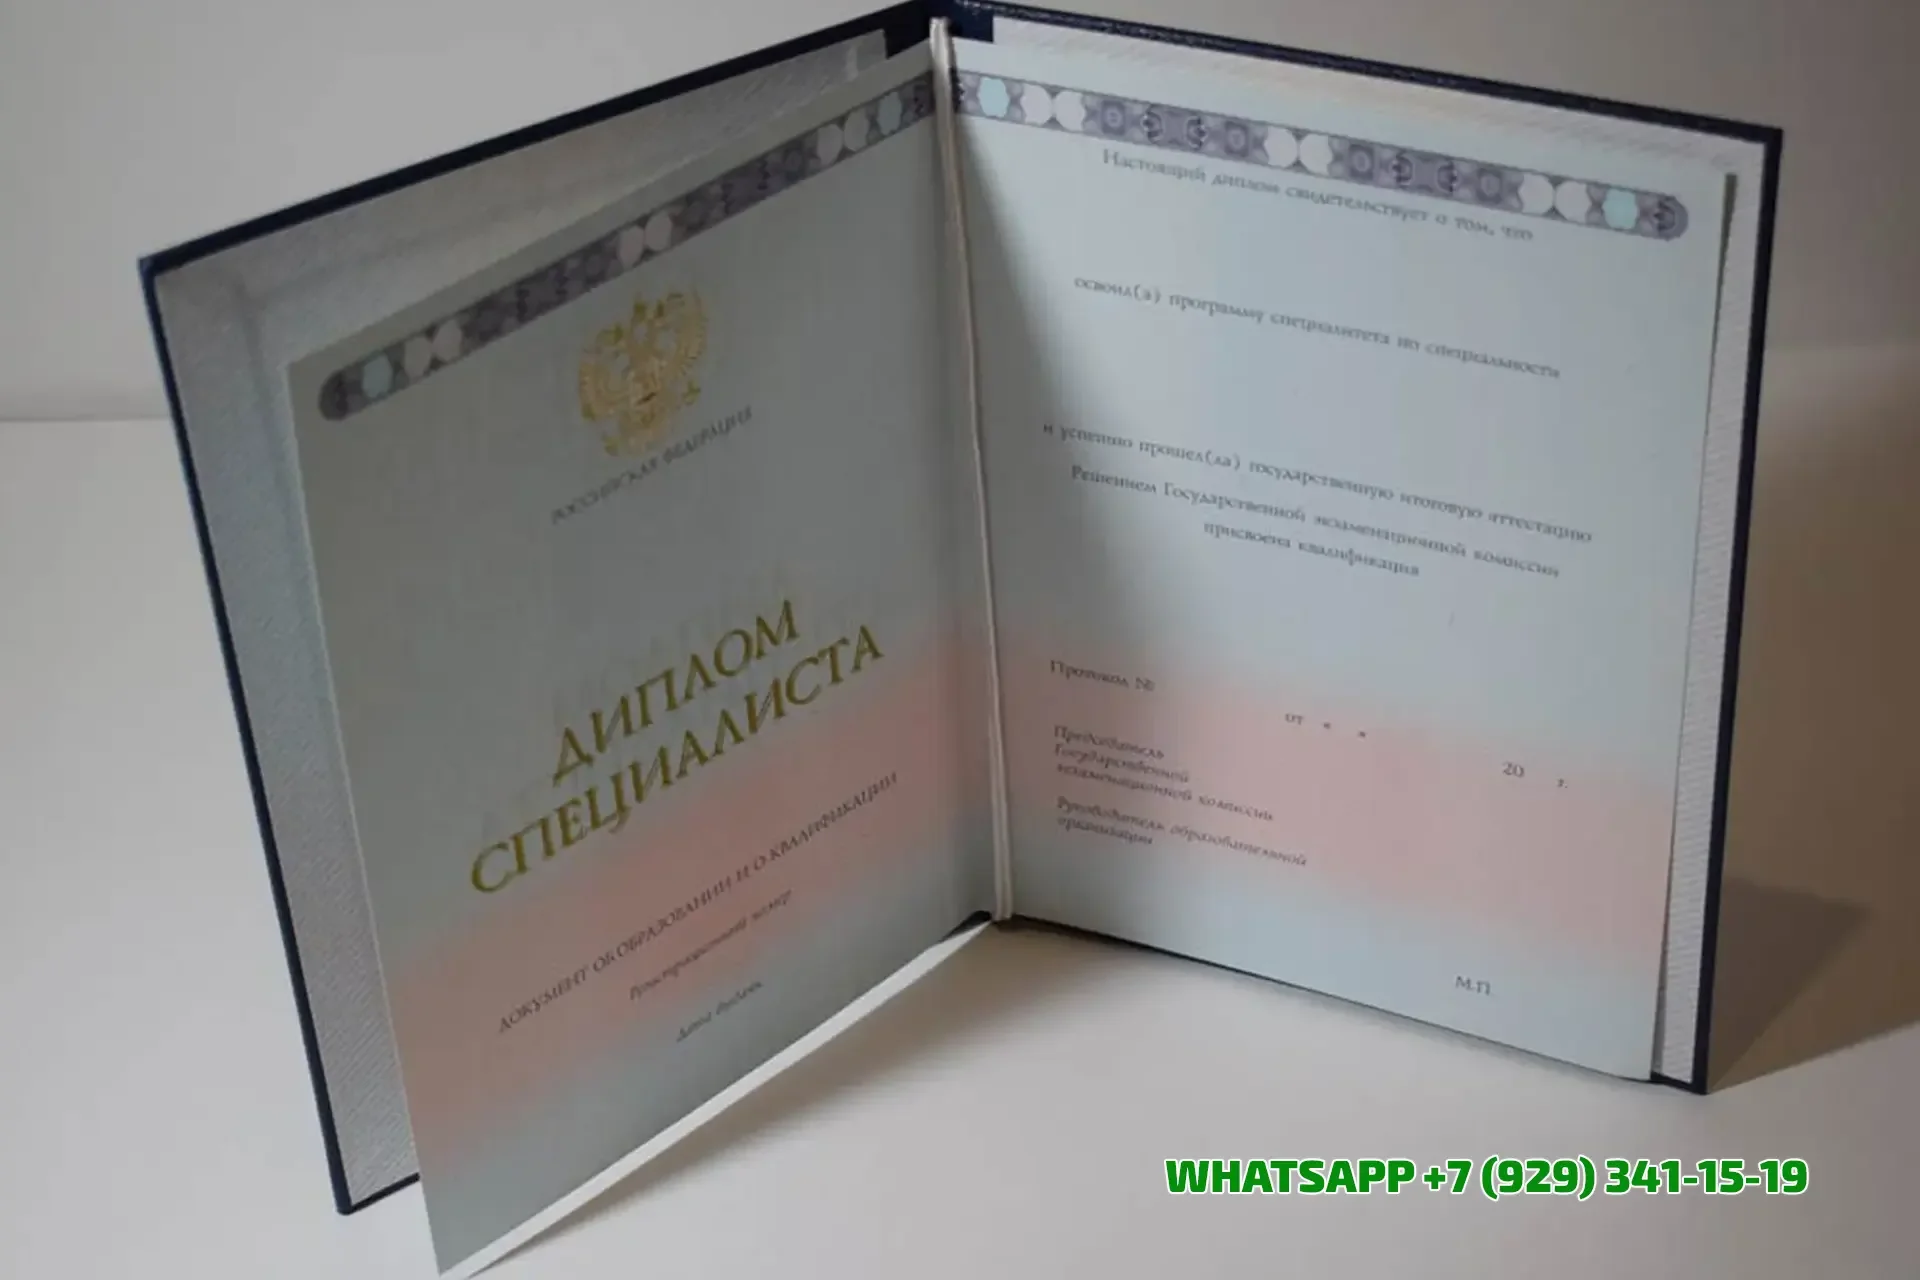 РОССИЙСКАЯ ФЕДЕРАЦИЯ
ДИПЛОМ
СПЕЦИАЛИСТА
ДОКУМЕНТ ОБ ОБРАЗОВАНИИ И О КВАЛИФИКАЦИИ
Регистрационный номер
Дата выдачи
Настоящий диплом свидетельствует о том, что
освоил(а) программу специалитета по специальности
и успешно прошел(ла) государственную итоговую аттестацию
Решением Государственной экзаменационной комиссии
присвоена квалификация
Протокол №
от « »
20 г.
Председатель
Государственной
экзаменационной комиссии
Руководитель образовательной
организации
М.П.
WHATSAPP +7 (929) 341-15-19